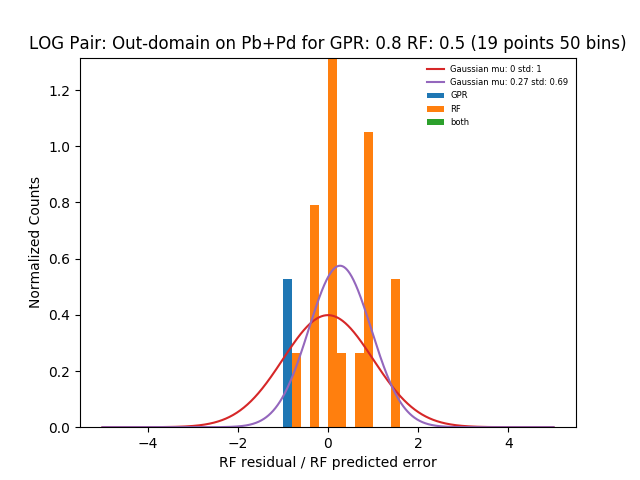 LOG Pair: Out-domain on Pb+Pd for GPR: 0.8 RF: 0.5 (19 points 50 bins)
Gaussian mu: 0 std: 1
Gaussian mu: 0.27 std: 0.69
GPR
RF
both
Normalized Counts
1.2
1.0
0.8
0.6
0.4
0.2
0.0
−4
−2
0
2
4
RF residual / RF predicted error